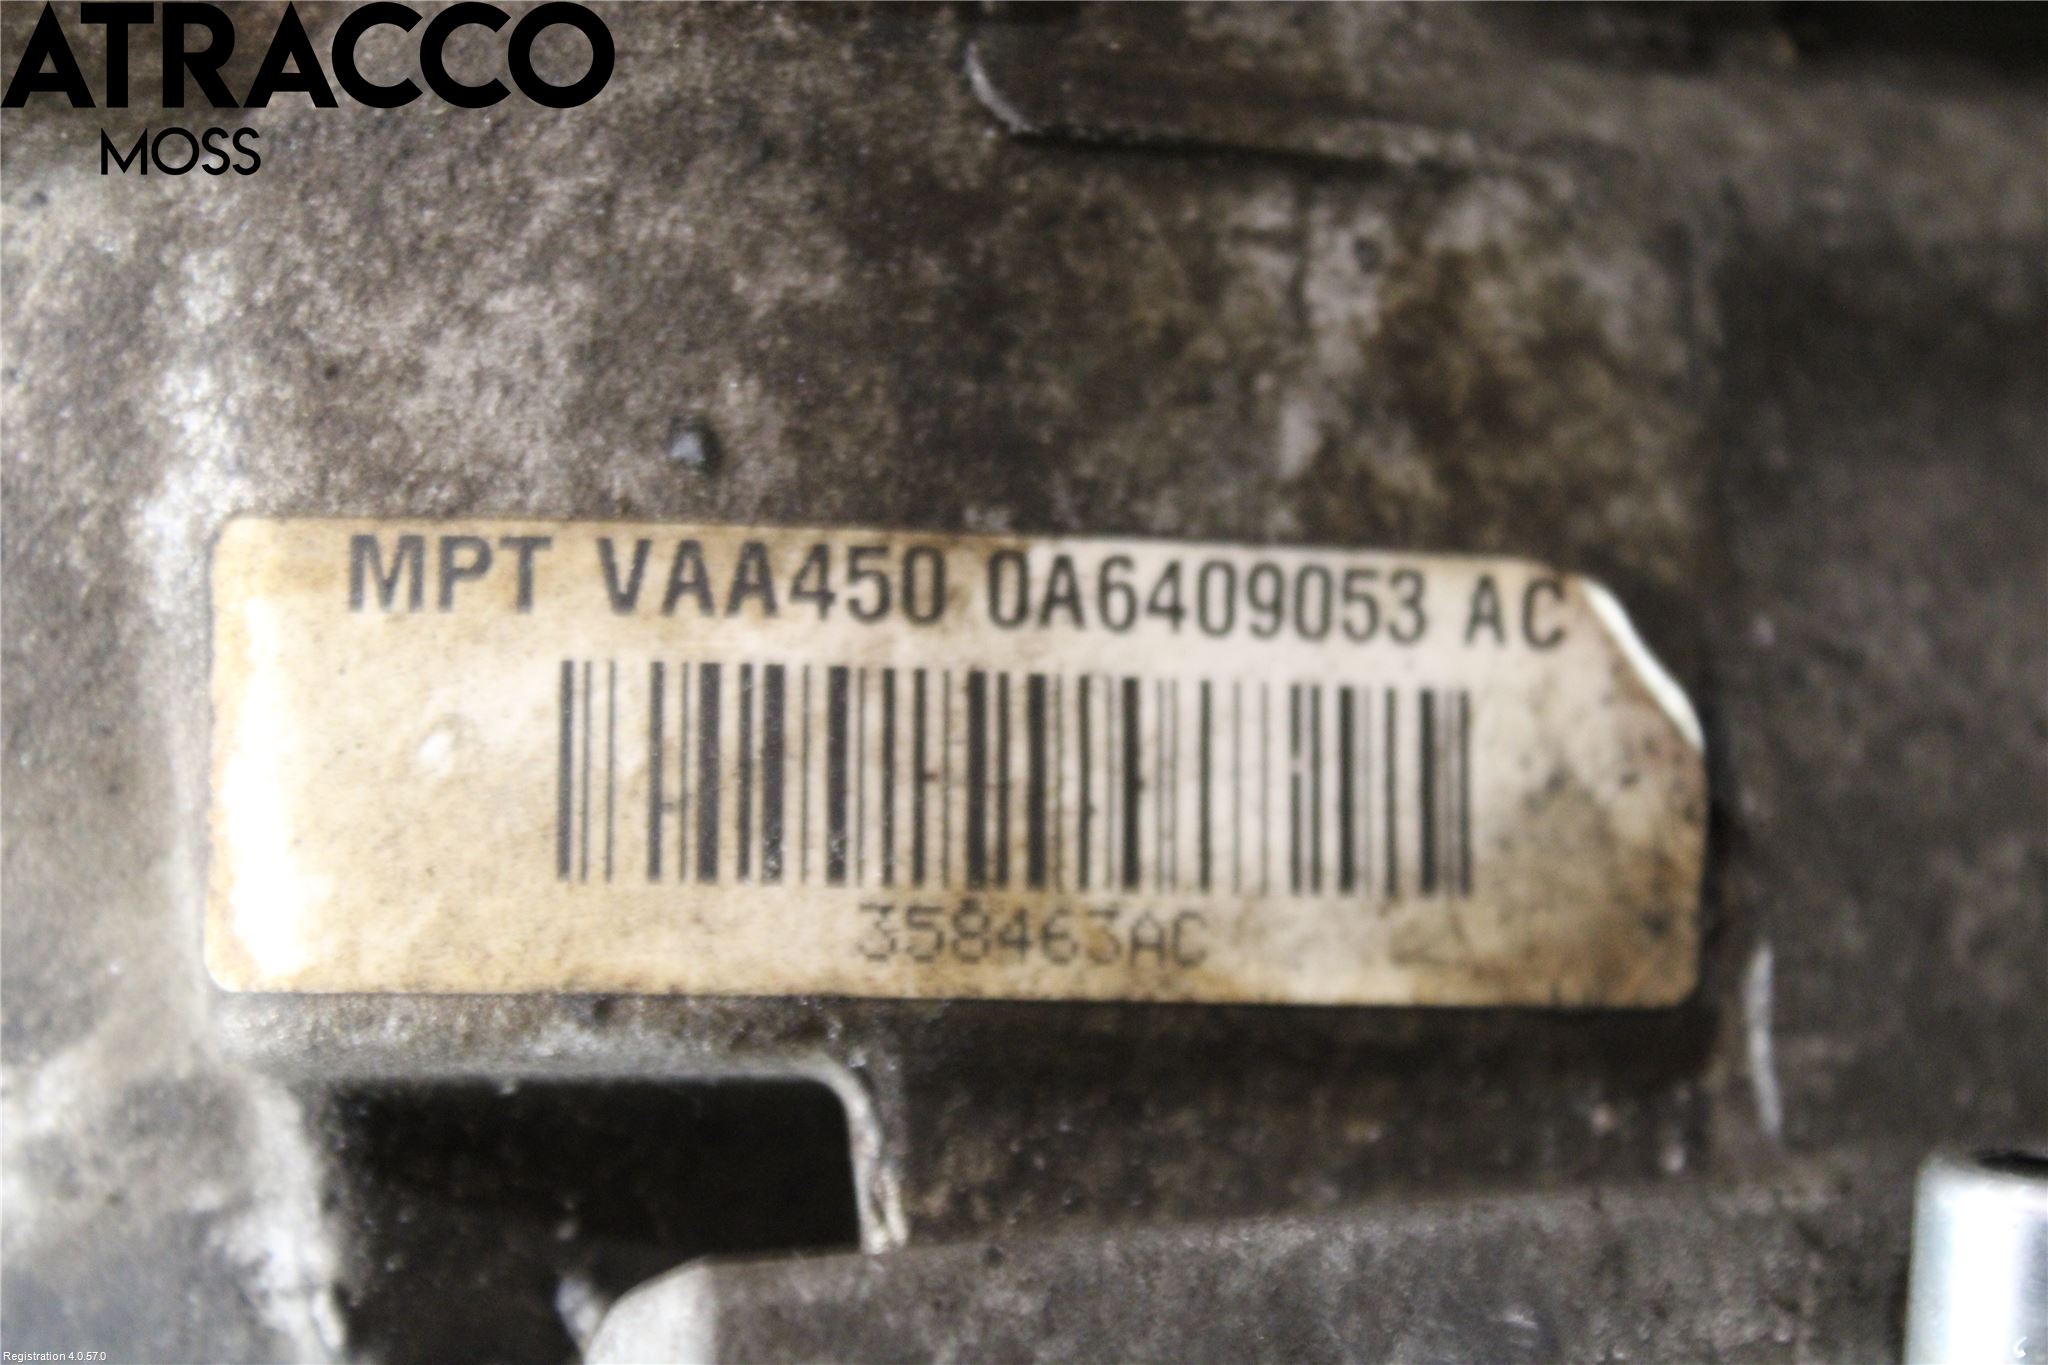 ATRACCO
MOSS
MPT VAA450 0A6409053 AC
358463AC
Registration 4.0.57.0